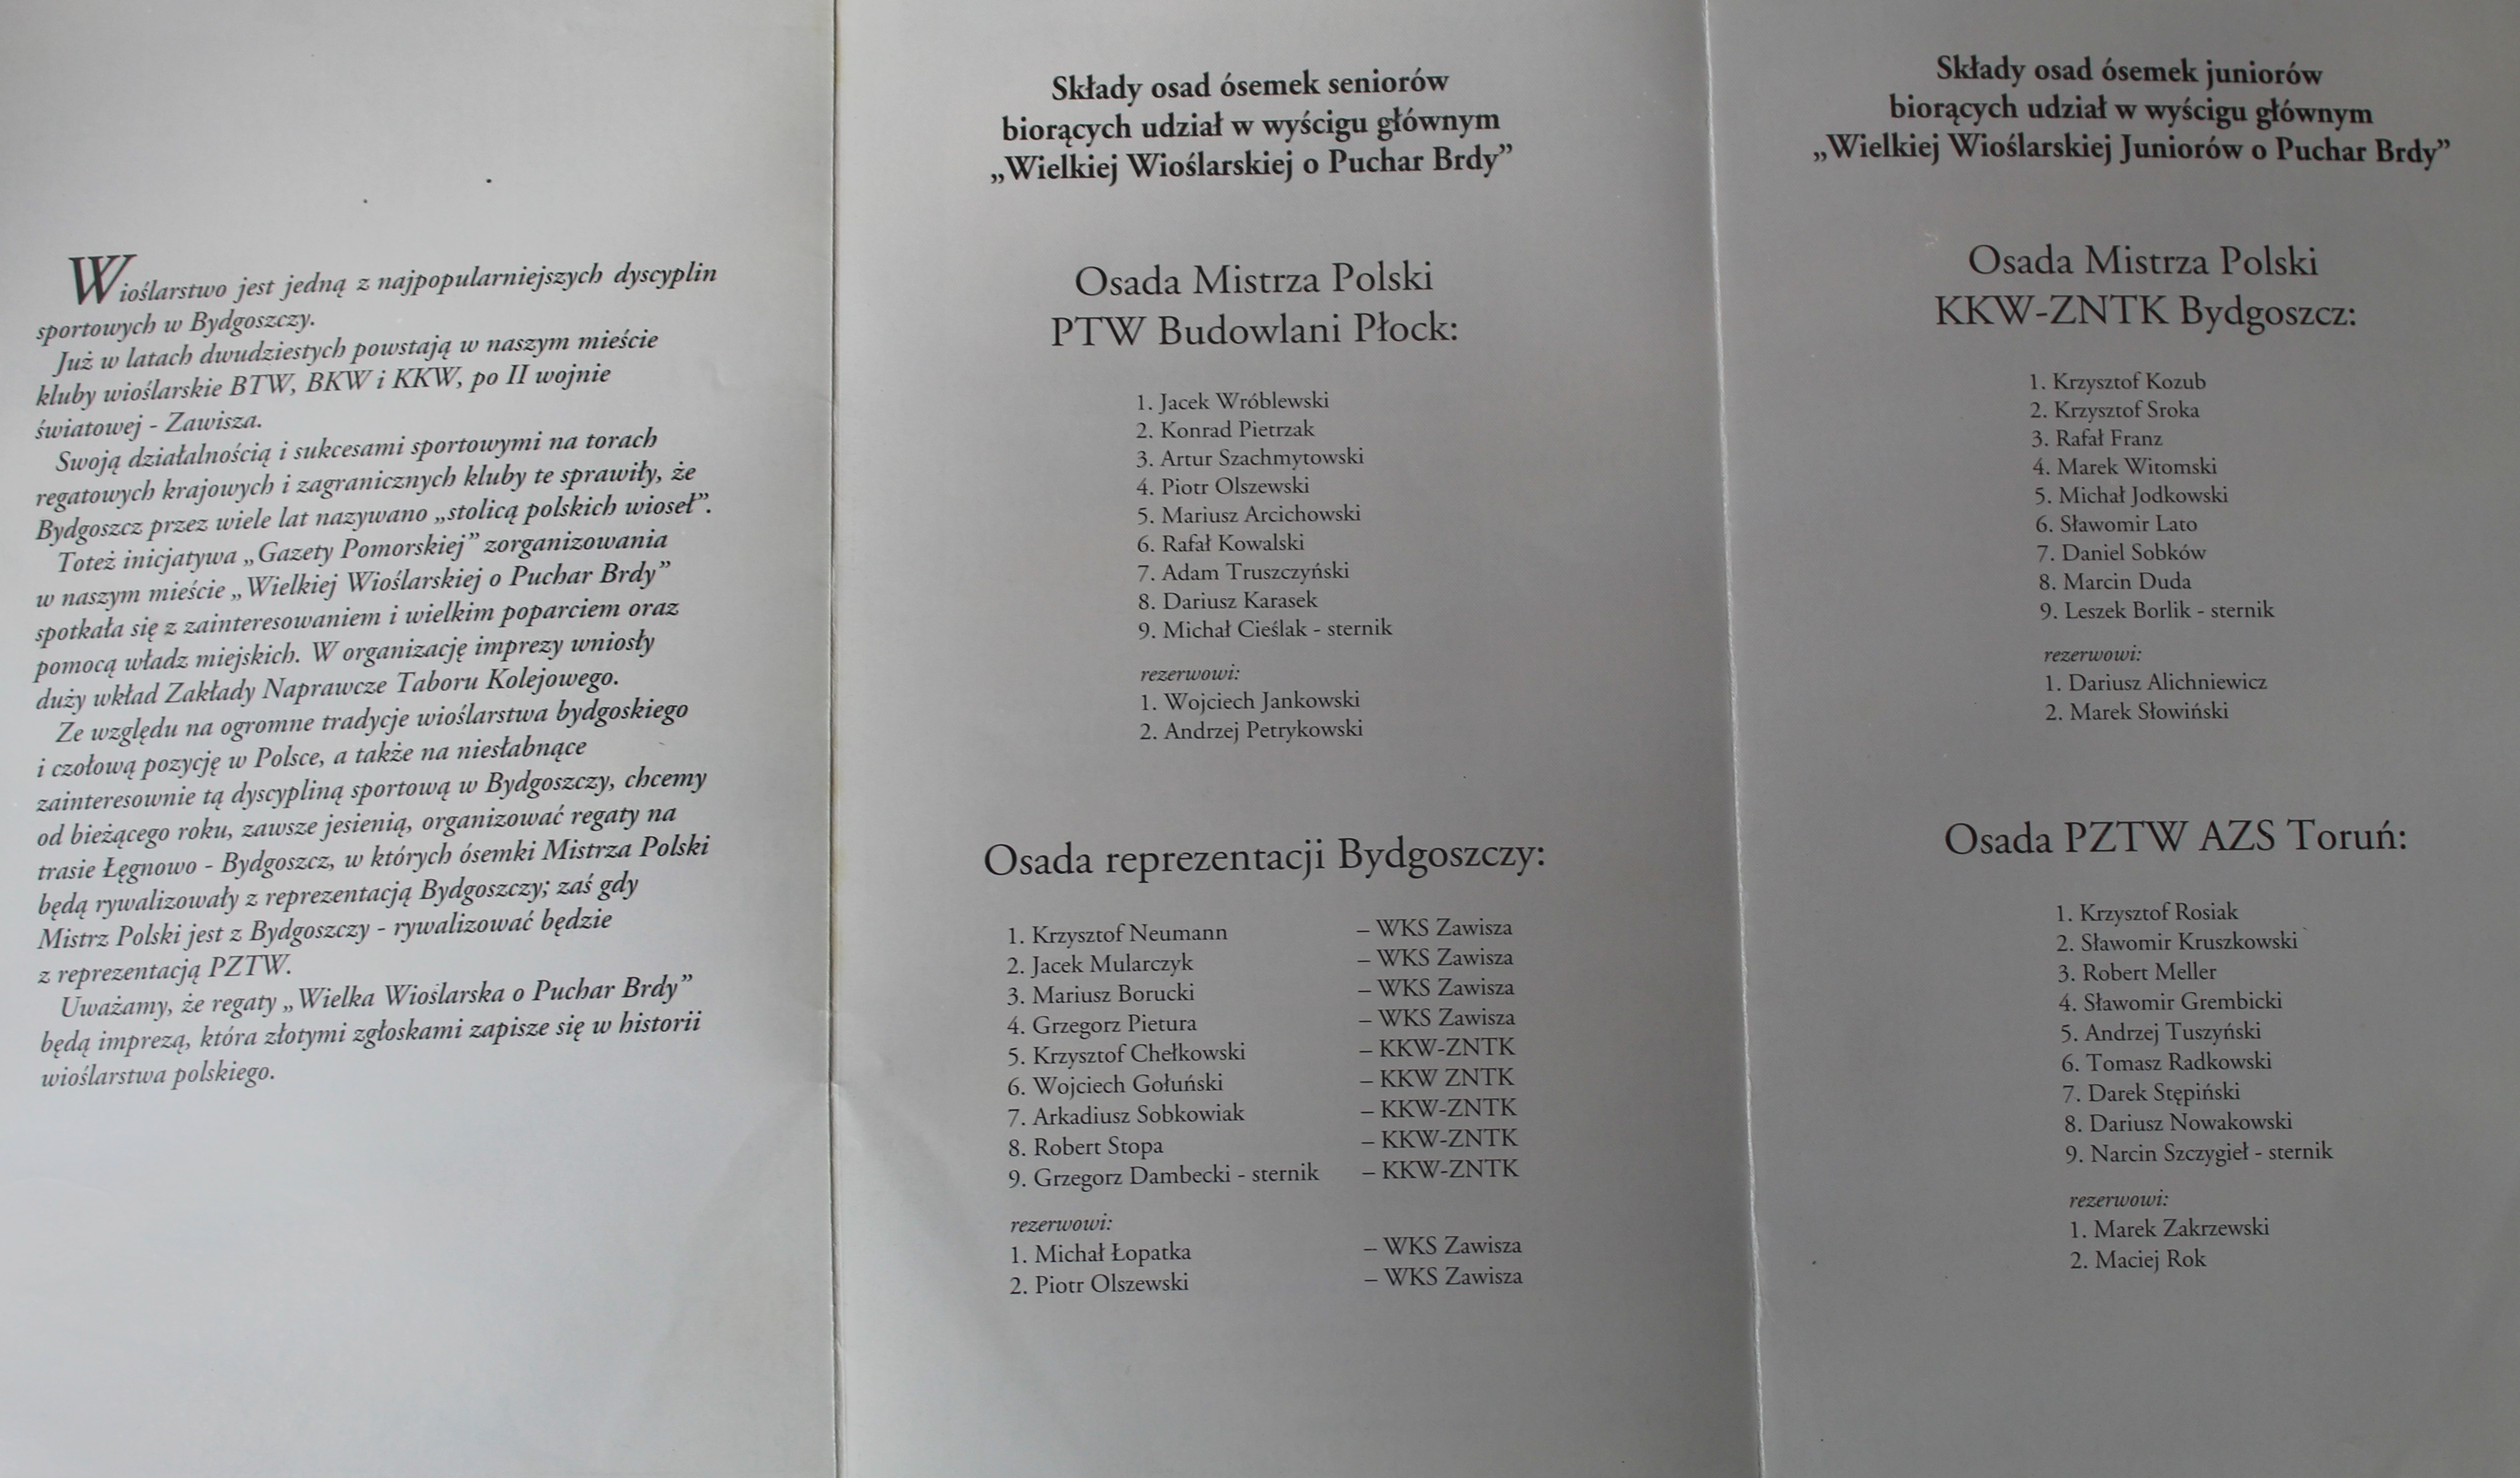 Wioślarstwo jest jedną z najpopularniejszych dyscyplin
sportowych w Bydgoszczy.
Już w latach dwudziestych powstają w naszym mieście
kluby wioślarskie BTW, BKW i KKW, po II wojnie
światowej - Zawisza.
Swoją działalnością i sukcesami sportowymi na torach
regatowych krajowych i zagranicznych kluby te sprawiły, że
Bydgoszcz przez wiele lat nazywano „stolicą polskich wioseł”.
Toteż inicjatywa „Gazety Pomorskiej” zorganizowania
w naszym mieście „Wielkiej Wioślarskiej o Puchar Brdy”
spotkała się z zainteresowaniem i wielkim poparciem oraz
pomocą władz miejskich. W organizację imprezy wniosły
duży wkład Zakłady Naprawcze Taboru Kolejowego.
Ze względu na ogromne tradycje wioślarstwa bydgoskiego
i czołową pozycję w Polsce, a także na niesłabnące
zainteresownie tą dyscypliną sportową w Bydgoszczy, chcemy
od bieżącego roku, zawsze jesienią, organizować regaty na
trasie Łęgnowo - Bydgoszcz, w których ósemki Mistrza Polski
będą rywalizowały z reprezentacją Bydgoszczy; zaś gdy
Mistrz Polski jest z Bydgoszczy - rywalizować będzie
z reprezentacją PZTW.
Uważamy, że regaty „Wielka Wioślarska o Puchar Brdy”
będą imprezą, która złotymi zgłoskami zapisze się w historii
wioślarstwa polskiego.
Składy osad ósemek seniorów
biorących udział w wyścigu głównym
„Wielkiej Wioślarskiej o Puchar Brdy”
Osada Mistrza Polski
PTW Budowlani Płock:
1. Jacek Wróblewski
2. Konrad Pietrzak
3. Artur Szachmytowski
4. Piotr Olszewski
5. Mariusz Arcichowski
6. Rafał Kowalski
7. Adam Truszczyński
8. Dariusz Karasek
9. Michał Cieślak - sternik
rezerwowi:
1. Wojciech Jankowski
2. Andrzej Petrykowski
Osada reprezentacji Bydgoszczy:
1. Krzysztof Neumann – WKS Zawisza
2. Jacek Mularczyk – WKS Zawisza
3. Mariusz Borucki – WKS Zawisza
4. Grzegorz Pietura – WKS Zawisza
5. Krzysztof Chełkowski – KKW-ZNTK
6. Wojciech Gołuński – KKW ZNTK
7. Arkadiusz Sobkowiak – KKW-ZNTK
8. Robert Stopa – KKW-ZNTK
9. Grzegorz Dambecki - sternik – KKW-ZNTK
rezerwowi:
1. Michał Łopatka – WKS Zawisza
2. Piotr Olszewski – WKS Zawisza
Składy osad ósemek juniorów
biorących udział w wyścigu głównym
„Wielkiej Wioślarskiej Juniorów o Puchar Brdy”
Osada Mistrza Polski
KKW-ZNTK Bydgoszcz:
1. Krzysztof Kozub
2. Krzysztof Sroka
3. Rafał Franz
4. Marek Witomski
5. Michał Jodkowski
6. Sławomir Lato
7. Daniel Sobków
8. Marcin Duda
9. Leszek Borlik - sternik
rezerwowi:
1. Dariusz Alichniewicz
2. Marek Słowiński
Osada PZTW AZS Toruń:
1. Krzysztof Rosiak
2. Sławomir Kruszkowski
3. Robert Meller
4. Sławomir Grembicki
5. Andrzej Tuszyński
6. Tomasz Radkowski
7. Darek Stępiński
8. Dariusz Nowakowski
9. Narcin Szczygieł - sternik
rezerwowi:
1. Marek Zakrzewski
2. Maciej Rok